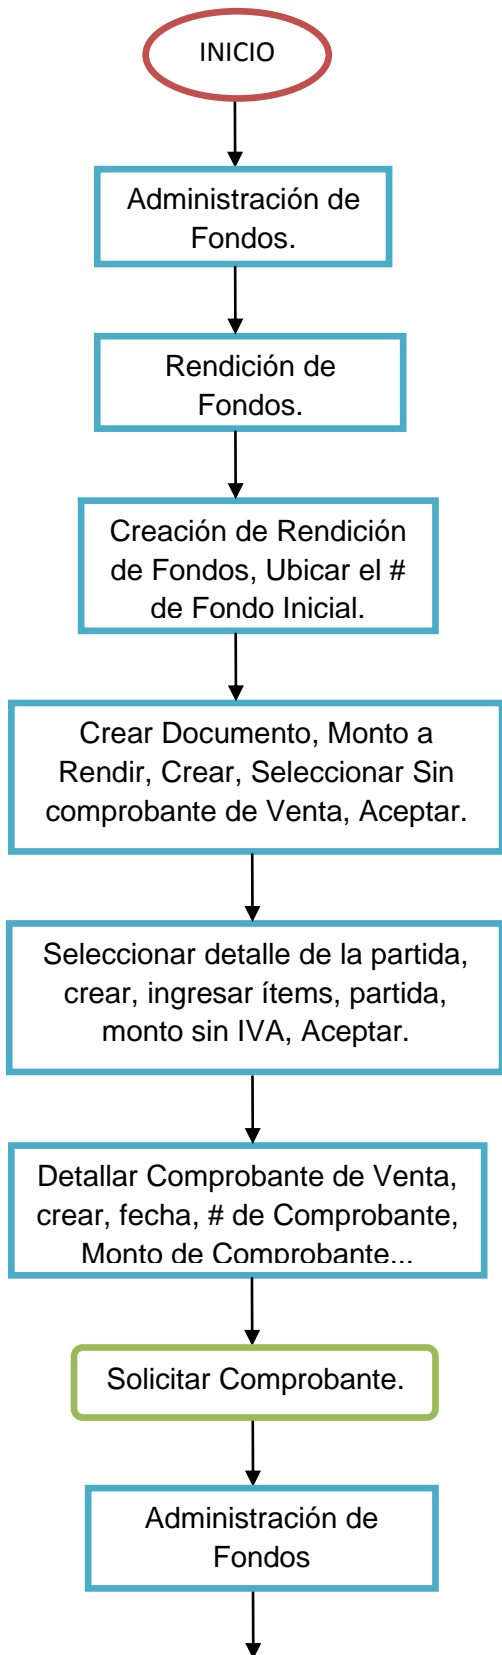 INICIO
Administración de
Fondos.
Rendición de
Fondos.
Creación de Rendición
de Fondos, Ubicar el #
de Fondo Inicial.
Crear Documento, Monto a
Rendir, Crear, Seleccionar Sin
comprobante de Venta, Aceptar.
Seleccionar detalle de la partida,
crear, ingresar ítems, partida,
monto sin IVA, Aceptar.
Detallar Comprobante de Venta,
crear, fecha, # de Comprobante,
Monto de Comprobante...
Solicitar Comprobante.
Administración de
Fondos